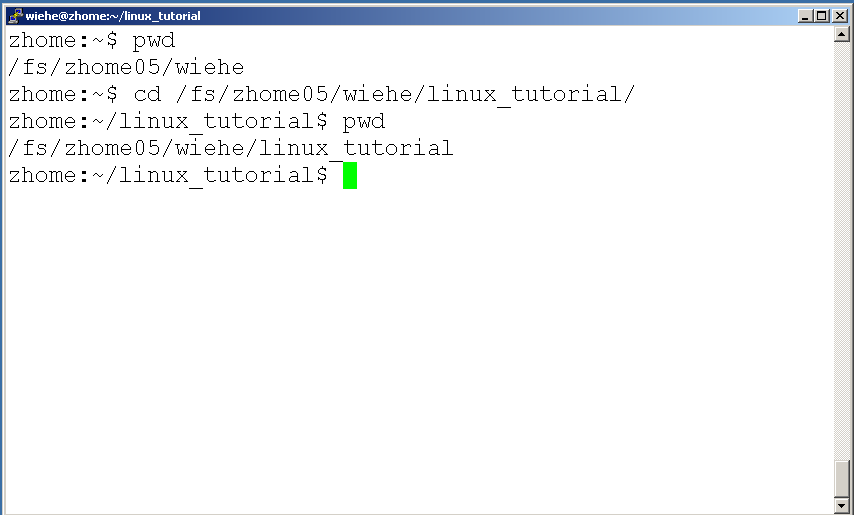 wiehe@zhome:~/linux_tutorial
zhome:~$ pwd
/fs/zhome05/wiehe
zhome:~$ cd /fs/zhome05/wiehe/linux_tutorial/
zhome:~/linux_tutorial$ pwd
/fs/zhome05/wiehe/linux_tutorial
zhome:~/linux_tutorial$